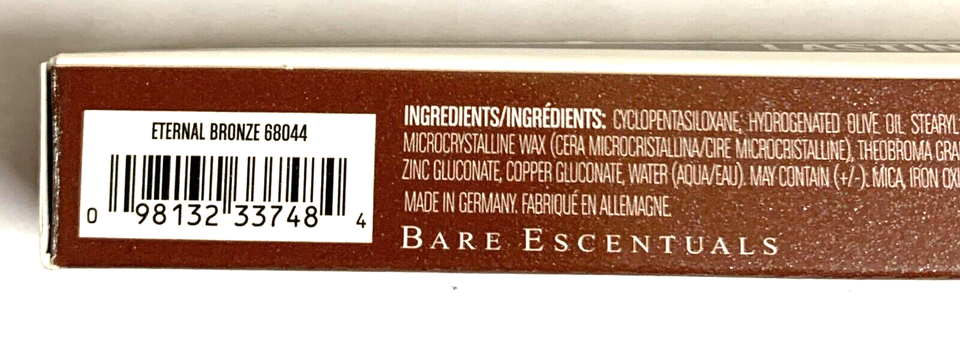 ETERNAL BRONZE 68044
0 98132 33748 4
INGREDIENTS/INGRÉDIENTS: CYCLOPENTASILOXANE, HYDROGENATED OLIVE OIL STEARYL
MICROCRYSTALLINE WAX (CERA MICROCRISTALLINA/CIRE MICROCRISTALLINE), THEOBROMA
ZINC GLUCONATE, COPPER GLUCONATE, WATER (AQUA/EAU). MAY CONTAIN (+/-): MICA, IRON
MADE IN GERMANY. FABRIQUÉ EN ALLEMAGNE.
BARE ESCENTUALS